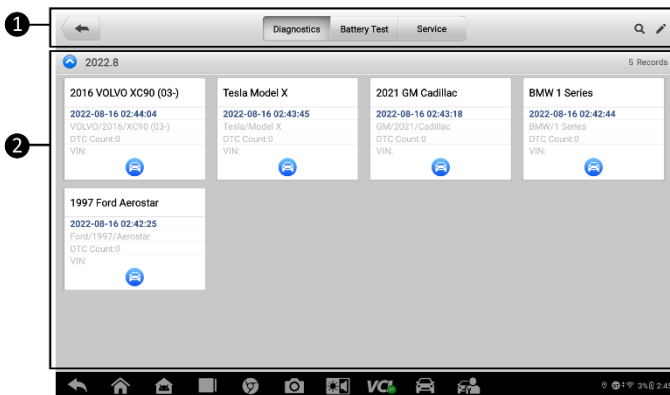 1
Diagnostics Battery Test Service
2
2022.8 5 Records
2016 VOLVO XC90 (03-)
2022-08-16 02:44:04
VOLVO/2016/XC90 (03-)
DTC Count:0
VIN:
Tesla Model X
2022-08-16 02:43:45
Tesla/Model X
DTC Count:0
VIN:
2021 GM Cadillac
2022-08-16 02:43:18
GM/2021/Cadillac
DTC Count:0
VIN:
BMW 1 Series
2022-08-16 02:42:44
BMW/1 Series
DTC Count:0
VIN:
1997 Ford Aerostar
2022-08-16 02:42:25
Ford/1997/Aerostar
DTC Count:0
VIN:
VCI 3%